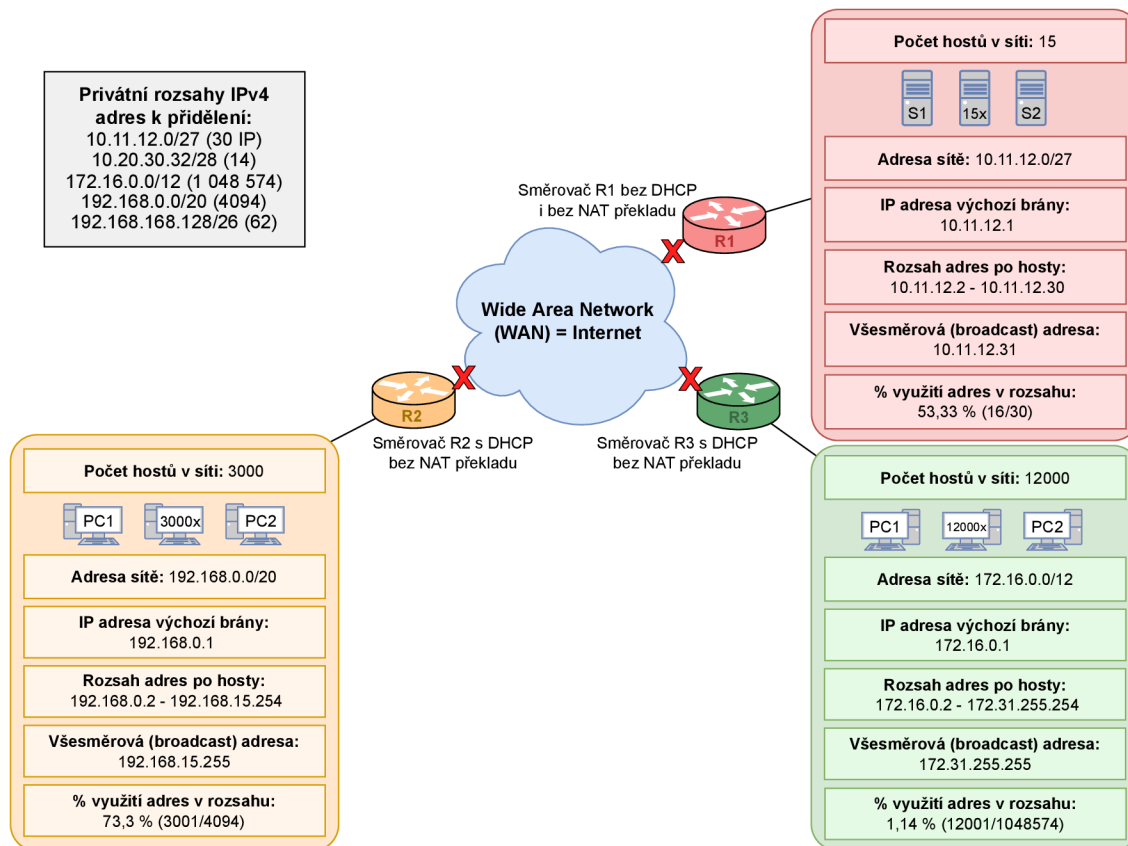 Privátní rozsahy IPv4
adres k přidělení:
10.11.12.0/27 (30 IP)
10.20.30.32/28 (14)
172.16.0.0/12 (1 048 574)
192.168.0.0/20 (4094)
192.168.168.128/26 (62)
Počet hostů v síti: 15
S1
15x
S2
Adresa sítě: 10.11.12.0/27
IP adresa výchozí brány:
10.11.12.1
Rozsah adres po hosty:
10.11.12.2 - 10.11.12.30
Všesměrová (broadcast) adresa:
10.11.12.31
% využití adres v rozsahu:
53,33 % (16/30)
Směrovač R1 bez DHCP
i bez NAT překladu
R1
Wide Area Network
(WAN) = Internet
R2
Směrovač R2 s DHCP
bez NAT překladu
R3
Směrovač R3 s DHCP
bez NAT překladu
Počet hostů v síti: 3000
PC1
3000x
PC2
Adresa sítě: 192.168.0.0/20
IP adresa výchozí brány:
192.168.0.1
Rozsah adres po hosty:
192.168.0.2 - 192.168.15.254
Všesměrová (broadcast) adresa:
192.168.15.255
% využití adres v rozsahu:
73,3 % (3001/4094)
Počet hostů v síti: 12000
PC1
12000x
PC2
Adresa sítě: 172.16.0.0/12
IP adresa výchozí brány:
172.16.0.1
Rozsah adres po hosty:
172.16.0.2 - 172.31.255.254
Všesměrová (broadcast) adresa:
172.31.255.255
% využití adres v rozsahu:
1,14 % (12001/1048574)